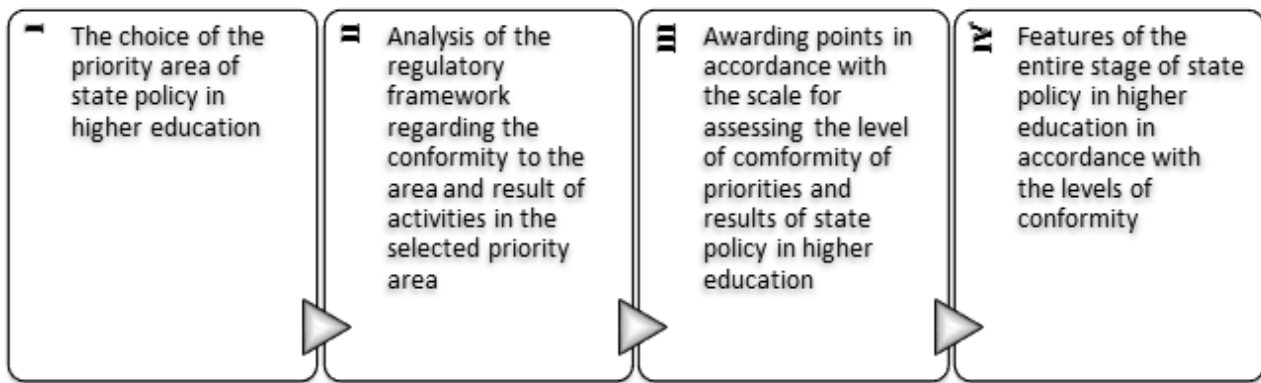 I
The choice of the
priority area of
state policy in
higher education
II
Analysis of the
regulatory
framework
regarding the
conformity to the
area and result of
activities in the
selected priority
area
III
Awarding points in
accordance with
the scale for
assessing the level
of comformity of
priorities and
results of state
policy in higher
education
IV
Features of the
entire stage of state
policy in higher
education in
accordance with
the levels of
conformity